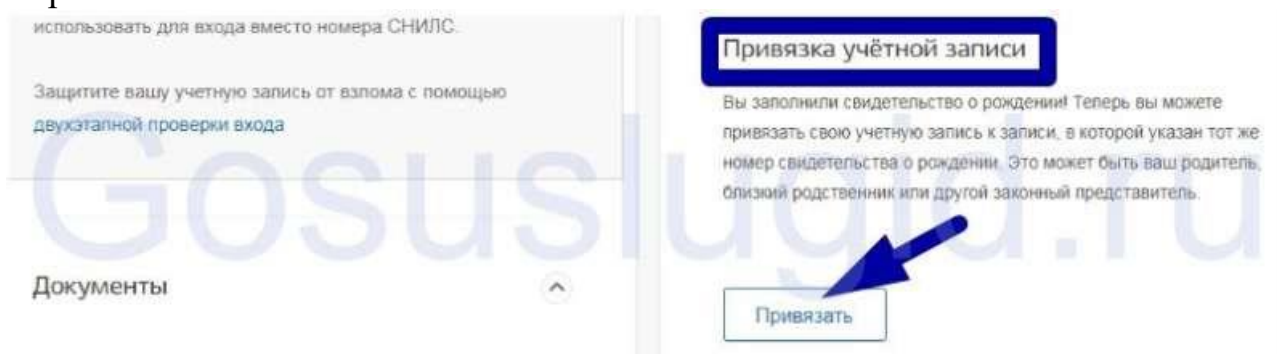 использовать для входа вместо номера СНИЛС.
Защитите вашу учетную запись от взлома с помощью
двухэтапной проверки входа
Документы
Привязка учётной записи
Вы заполнили свидетельство о рождении! Теперь вы можете
привязать свою учетную запись к записи, в которой указан тот же
номер свидетельства о рождении. Это может быть ваш родитель,
близкий родственник или другой законный представитель.
Привязать
Gosuslugid.ru